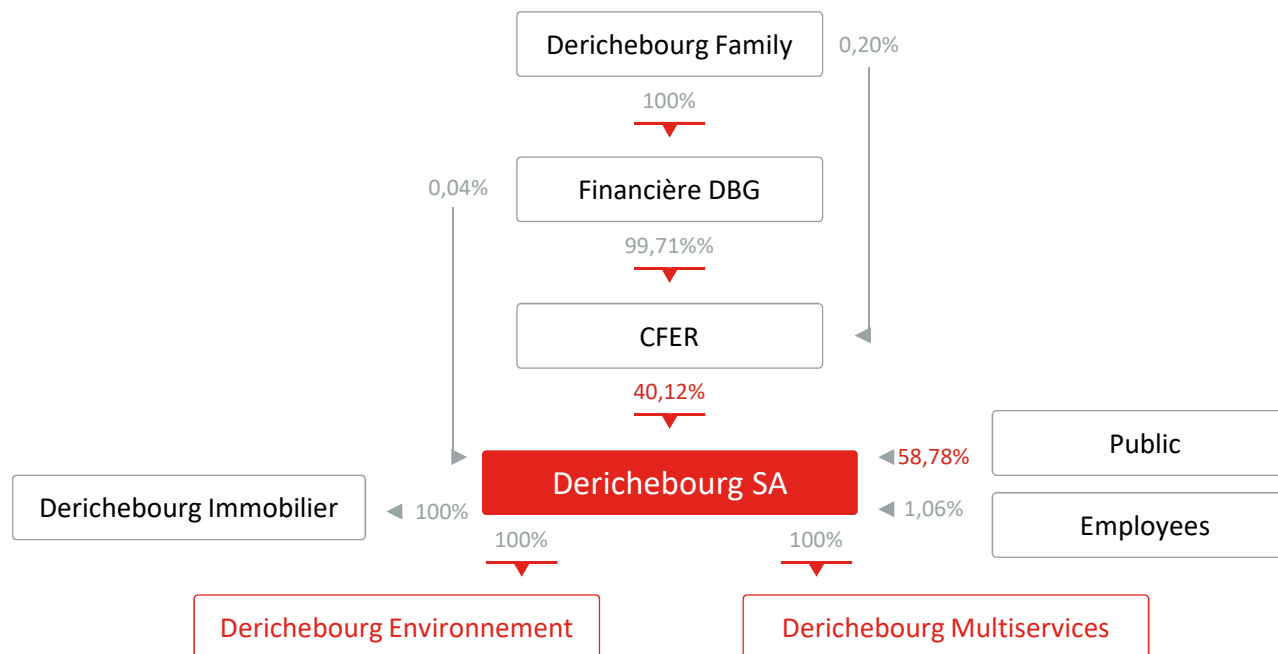 Derichebourg Family
0,20%
100%
0,04%
Financière DBG
99,71%%
CFER
40,12%
Public
58,78%
Derichebourg SA
Derichebourg Immobilier
100%
1,06%
Employees
100%
100%
Derichebourg Environnement
Derichebourg Multiservices